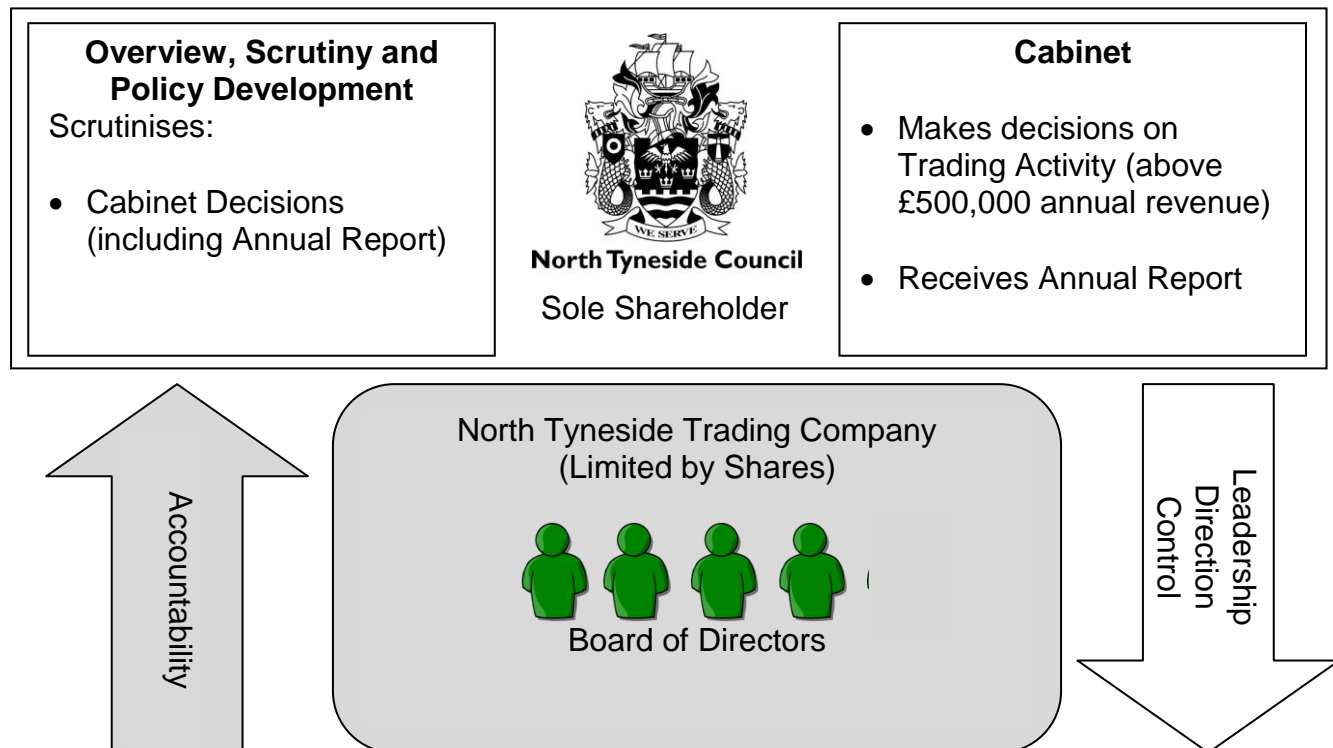 Overview, Scrutiny and
Policy Development
Scrutinises:
• Cabinet Decisions
(including Annual Report)
WE SERVE
North Tyneside Council
Sole Shareholder
Cabinet
• Makes decisions on
Trading Activity (above
£500,000 annual revenue)
• Receives Annual Report
Accountability
North Tyneside Trading Company
(Limited by Shares)
Board of Directors
Leadership
Direction
Control